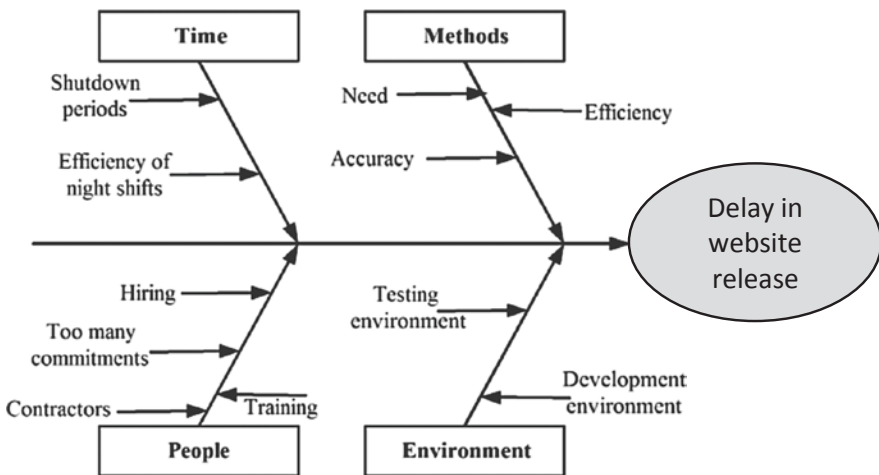 Time
Methods
Shutdown
periods
Need
Efficiency
Efficiency of
night shifts
Accuracy
Delay in
website
release
Hiring
Testing
environment
Too many
commitments
Contractors
Training
Development
environment
People
Environment